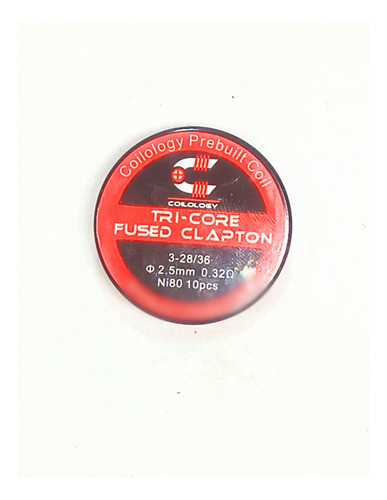 Coilology Prebuilt Coil
COILOLOGY
TRI-CORE
FUSED CLAPTON
3-28/36
Φ 2.5mm 0.32Ω
Ni80 10pcs